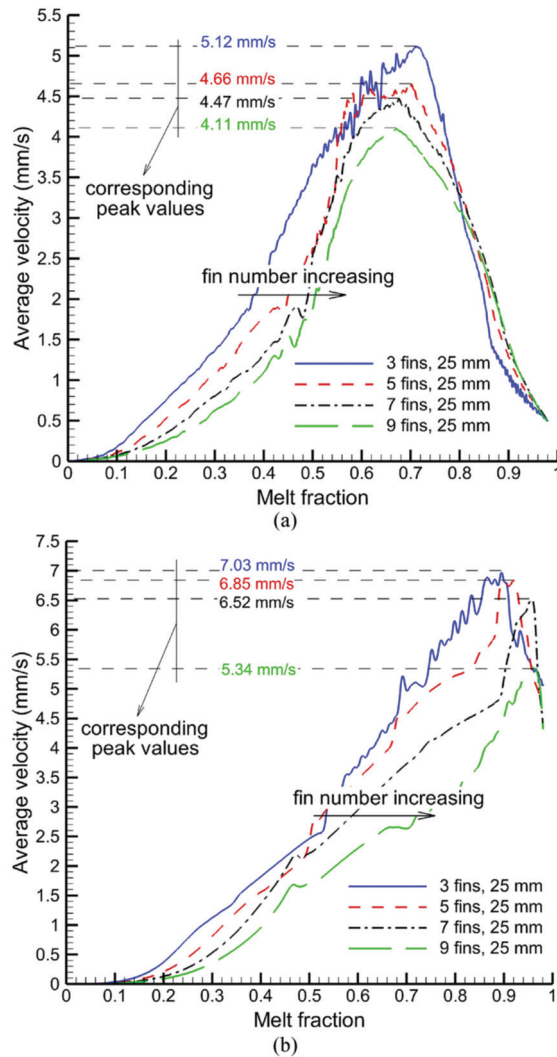 5.5
5
4.5
4
3.5
3
2.5
2
1.5
1
0.5
0
Average velocity (mm/s)
5.12 mm/s
4.66 mm/s
4.47 mm/s
4.11 mm/s
corresponding
peak values
fin number increasing
3 fins, 25 mm
5 fins, 25 mm
7 fins, 25 mm
9 fins, 25 mm
0 0.1 0.2 0.3 0.4 0.5 0.6 0.7 0.8 0.9 1
Melt fraction
(a)
7.5
7
6.5
6
5.5
5
4.5
4
3.5
3
2.5
2
1.5
1
0.5
0
Average velocity (mm/s)
7.03 mm/s
6.85 mm/s
6.52 mm/s
5.34 mm/s
corresponding
peak values
fin number increasing
3 fins, 25 mm
5 fins, 25 mm
7 fins, 25 mm
9 fins, 25 mm
0 0.1 0.2 0.3 0.4 0.5 0.6 0.7 0.8 0.9 1
Melt fraction
(b)